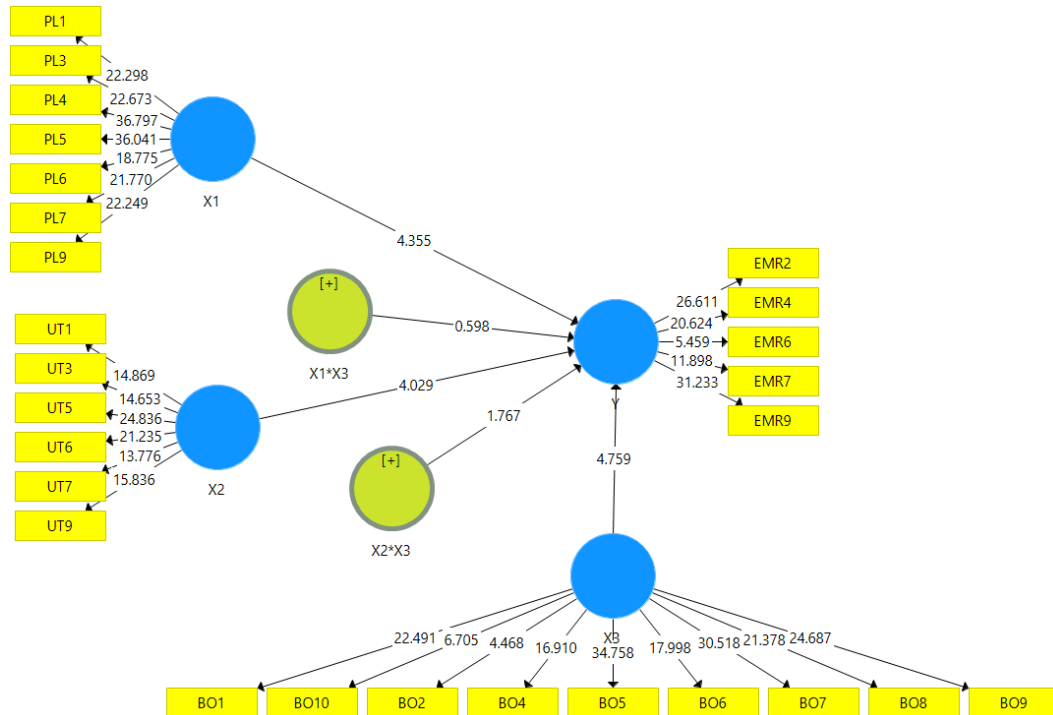 PL1
PL3
PL4
PL5
PL6
PL7
PL9
22.298
22.673
36.797
36.041
18.775
21.770
22.249
X1
4.355
[+]
X1*X3
0.598
UT1
UT3
UT5
UT6
UT7
UT9
14.869
14.653
24.836
21.235
13.776
15.836
X2
4.029
[+]
X2*X3
1.767
Y
26.611
20.624
5.459
11.898
31.233
EMR2
EMR4
EMR6
EMR7
EMR9
4.759
X3
22.491
6.705
4.468
16.910
34.758
17.998
30.518
21.378
24.687
BO1
BO10
BO2
BO4
BO5
BO6
BO7
BO8
BO9